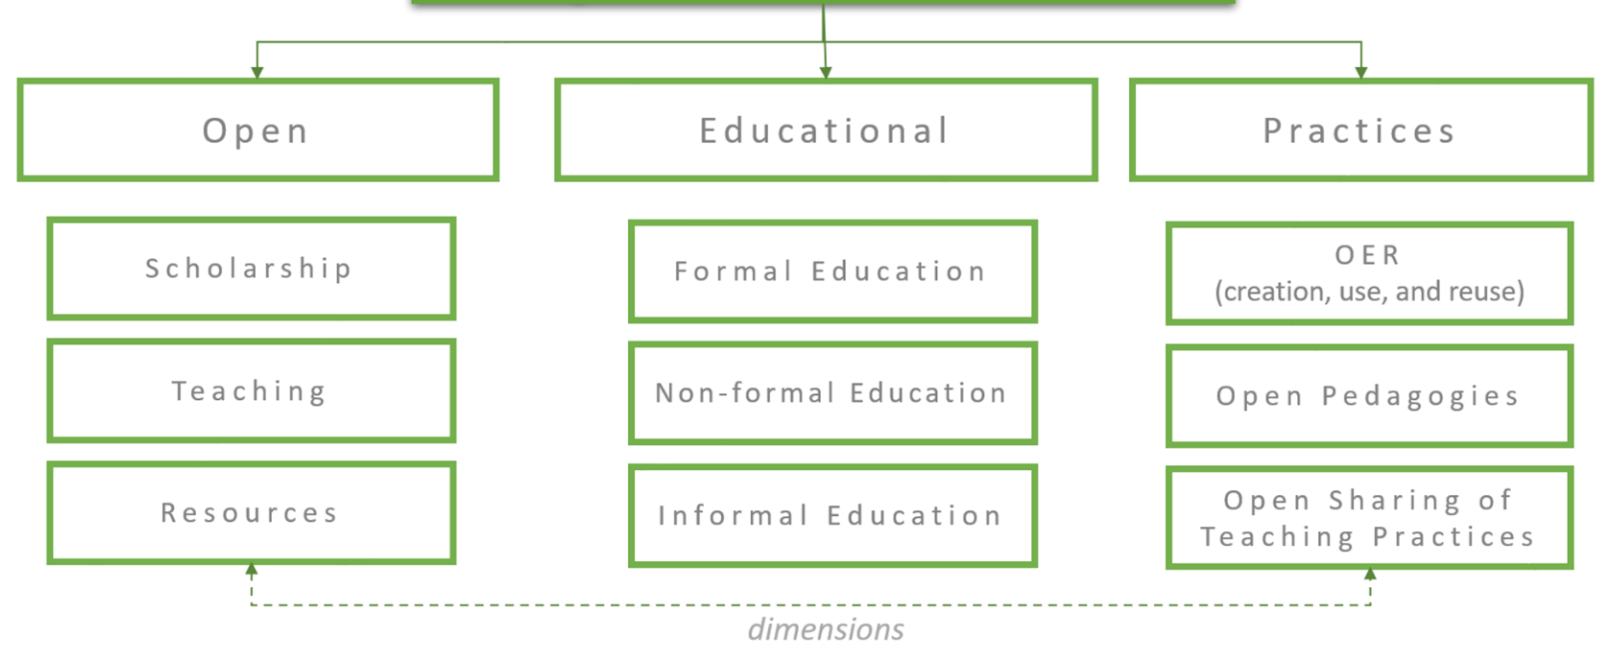 Open
Educational
Practices
Scholarship
Formal Education
OER
(creation, use, and reuse)
Teaching
Non-formal Education
Open Pedagogies
Resources
Informal Education
Open Sharing of
Teaching Practices
dimensions